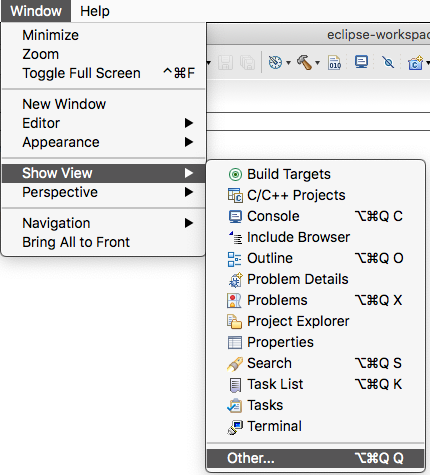 Window Help
Minimize
Zoom
Toggle Full Screen ^⌘F
eclipse-workspac
010
New Window
Editor
Appearance
Show View
Perspective
Navigation
Bring All to Front
Build Targets
C/C++ Projects
Console ⌥⌘Q C
Include Browser
Outline ⌥⌘Q O
Problem Details
Problems ⌥⌘Q X
Project Explorer
Properties
Search ⌥⌘Q S
Task List ⌥⌘Q K
Tasks
Terminal
Other... ⌥⌘Q Q